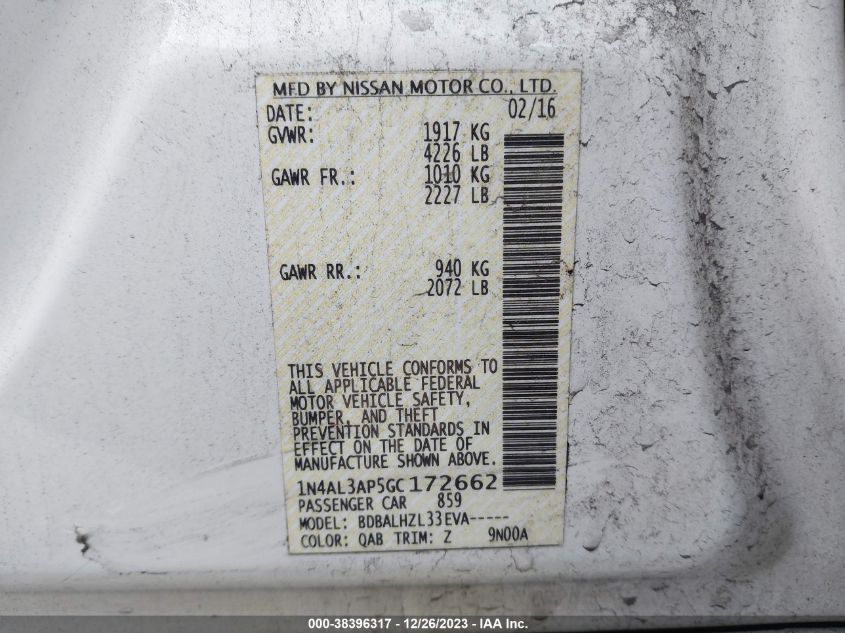 MFD BY NISSAN MOTOR CO., LTD.
DATE: 02/16
GVWR: 1917 KG
4226 LB
GAWR FR.: 1010 KG
2227 LB
GAWR RR.: 940 KG
2072 LB
THIS VEHICLE CONFORMS TO
ALL APPLICABLE FEDERAL
MOTOR VEHICLE SAFETY,
BUMPER, AND THEFT
PREVENTION STANDARDS IN
EFFECT ON THE DATE OF
MANUFACTURE SHOWN ABOVE.
1N4AL3AP5GC172662
PASSENGER CAR 859
MODEL: BDBALHZL33EVA-----
COLOR: QAB TRIM: Z 9N00A
000-38396317 - 12/26/2023 - IAA Inc.